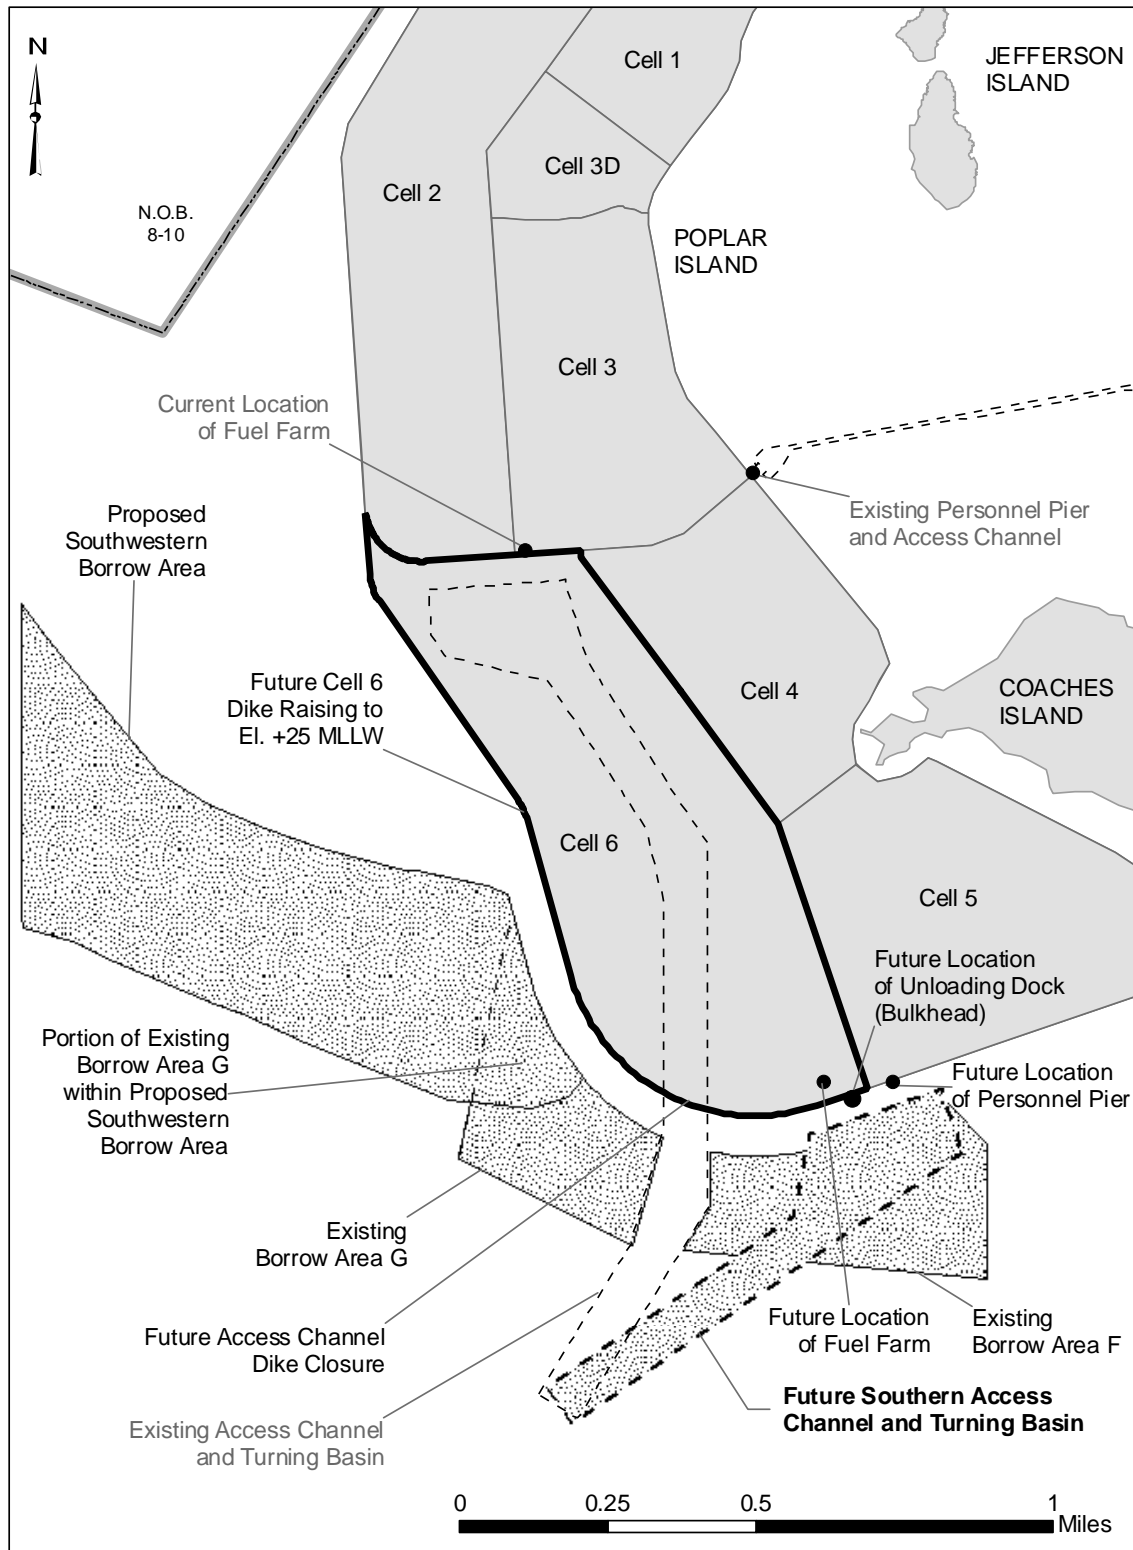 N
Cell 1
JEFFERSON
ISLAND
Cell 3D
Cell 2
N.O.B.
8-10
POPLAR
ISLAND
Cell 3
Current Location
of Fuel Farm
Existing Personnel Pier
and Access Channel
Proposed
Southwestern
Borrow Area
Future Cell 6
Dike Raising to
El. +25 MLLW
Cell 4
COACHES
ISLAND
Cell 6
Cell 5
Future Location
of Unloading Dock
(Bulkhead)
Portion of Existing
Borrow Area G
within Proposed
Southwestern
Borrow Area
Future Location
of Personnel Pier
Existing
Borrow Area G
Future Access Channel
Dike Closure
Future Location
of Fuel Farm
Existing
Borrow Area F
Future Southern Access
Channel and Turning Basin
Existing Access Channel
and Turning Basin
0 0.25 0.5 1
Miles